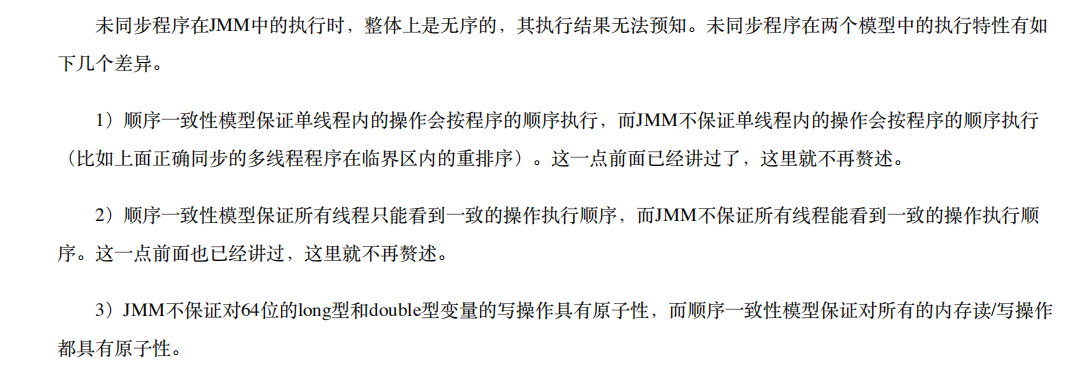 未同步程序在JMM中的执行时，整体上是无序的，其执行结果无法预知。未同步程序在两个模型中的执行特性有如
下几个差异。
1）顺序一致性模型保证单线程内的操作会按程序的顺序执行，而JMM不保证单线程内的操作会按程序的顺序执行
（比如上面正确同步的多线程程序在临界区内的重排序）。这一点前面已经讲过了，这里就不再赘述。
2）顺序一致性模型保证所有线程只能看到一致的操作执行顺序，而JMM不保证所有线程能看到一致的操作执行顺
序。这一点前面也已经讲过，这里就不再赘述。
3）JMM不保证对64位的long型和double型变量的写操作具有原子性，而顺序一致性模型保证对所有的内存读/写操作
都具有原子性。